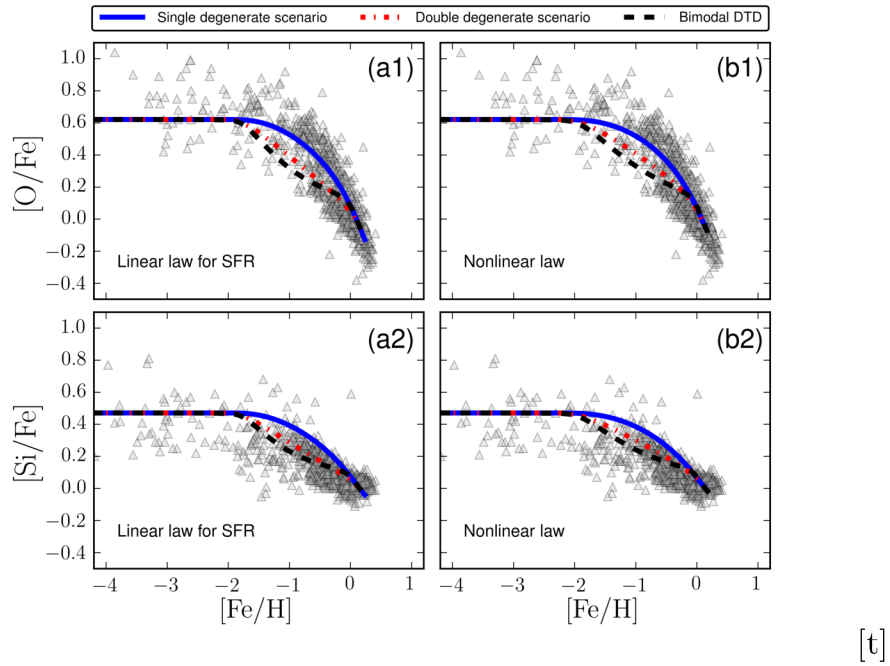 Single degenerate scenario Double degenerate scenario Bimodal DTD
(a1) (b1)
1.0
0.8
0.6
0.4
0.2
0.0
−0.2
−0.4
[O/Fe]
Linear law for SFR Nonlinear law
(a2) (b2)
1.0
0.8
0.6
0.4
0.2
0.0
−0.2
−0.4
[Si/Fe]
Linear law for SFR Nonlinear law
−4 −3 −2 −1 0 1 −4 −3 −2 −1 0 1
[Fe/H] [Fe/H]
[t]